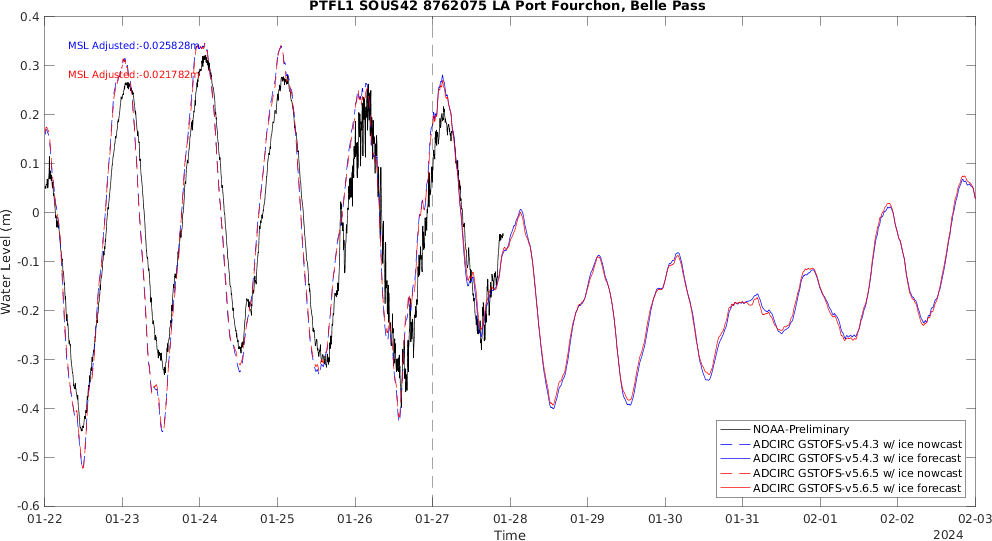 PTFL1 SOUS42 8762075 LA Port Fourchon, Belle Pass
0.4
MSL Adjusted:-0.025828m
0.3
MSL Adjusted:-0.021782m
0.2
0.1
0
-0.1
-0.2
-0.3
-0.4
-0.5
-0.6
Water Level (m)
NOAA-Preliminary
ADCIRC GSTOFS-v5.4.3 w/ ice nowcast
ADCIRC GSTOFS-v5.4.3 w/ ice forecast
ADCIRC GSTOFS-v5.6.5 w/ ice nowcast
ADCIRC GSTOFS-v5.6.5 w/ ice forecast
01-22 01-23 01-24 01-25 01-26 01-27 01-28 01-29 01-30 01-31 02-01 02-02 02-03
Time
2024